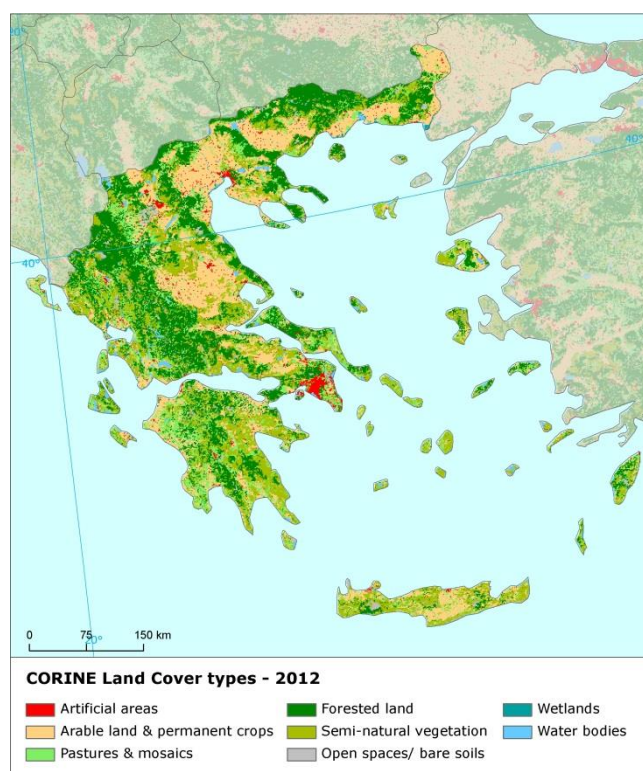 20°
40°
40°
0 75 150 km
20°
CORINE Land Cover types - 2012
Artificial areas
Arable land & permanent crops
Pastures & mosaics
Forested land
Semi-natural vegetation
Open spaces/ bare soils
Wetlands
Water bodies